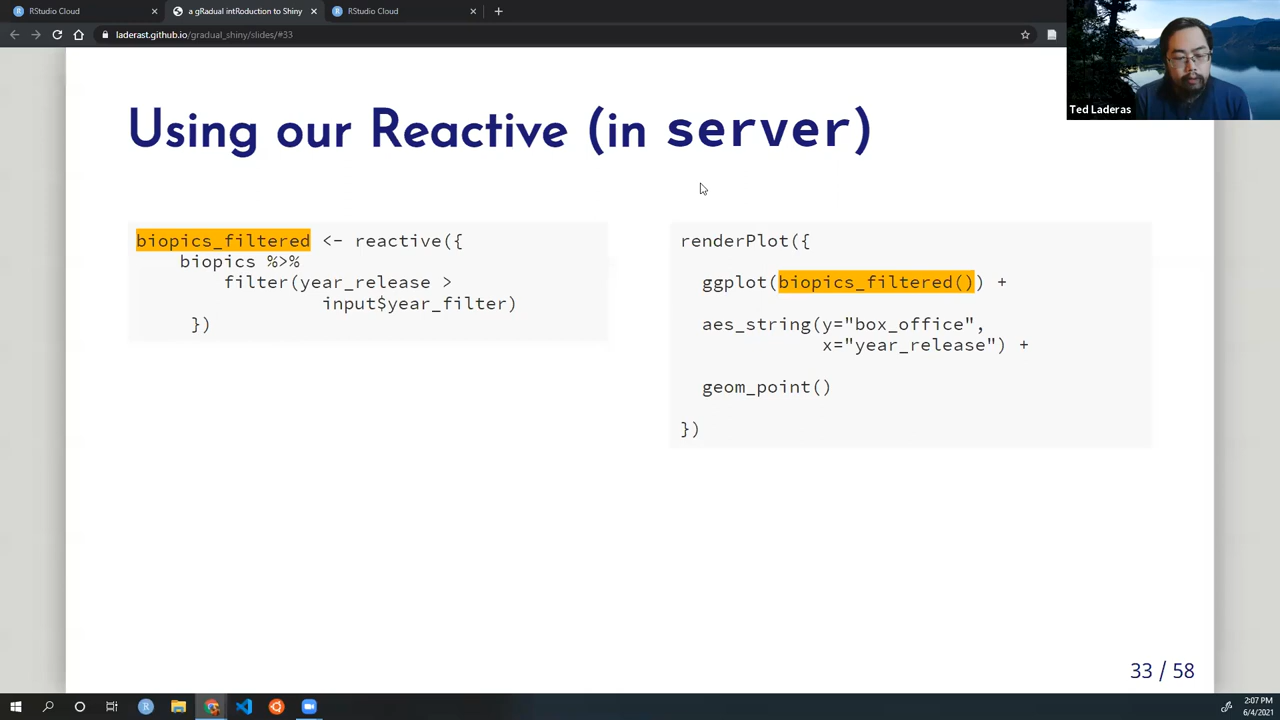 RStudio Cloud
a gRadual intRoduction to Shiny
RStudio Cloud
laderast.github.io/gradual_shiny/slides/#33
Ted Laderas
Using our Reactive (in server)
biopics_filtered <- reactive({
biopics %>%
filter(year_release >
input$year_filter)
})
renderPlot({
ggplot(biopics_filtered()) +
aes_string(y="box_office",
x="year_release") +
geom_point()
})
33 / 58
2:07 PM
6/4/2021